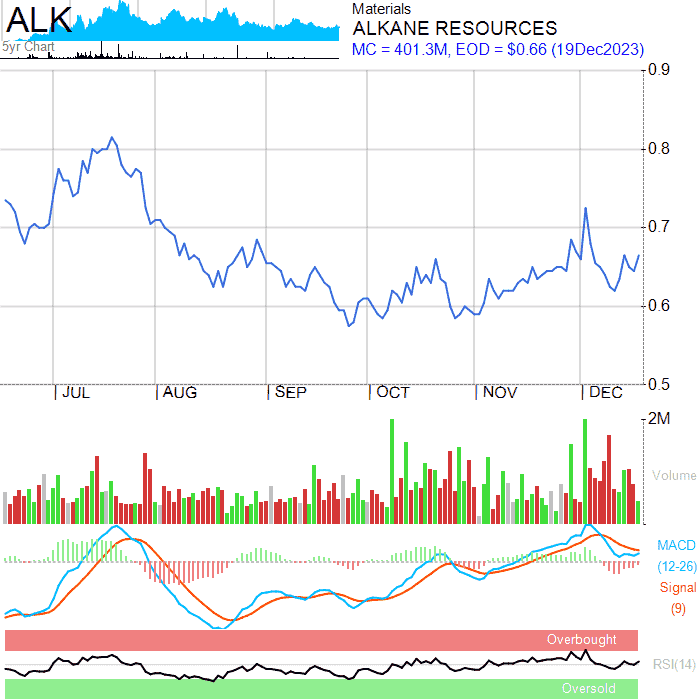 ALK
5yr Chart
Materials
ALKANE RESOURCES
MC = 401.3M, EOD = $0.66 (19Dec2023)
0.9
0.8
0.7
0.6
0.5
JUL AUG SEP OCT NOV DEC
2M
Volume
MACD
(12-26)
Signal
(9)
Overbought
RSI(14)
Oversold